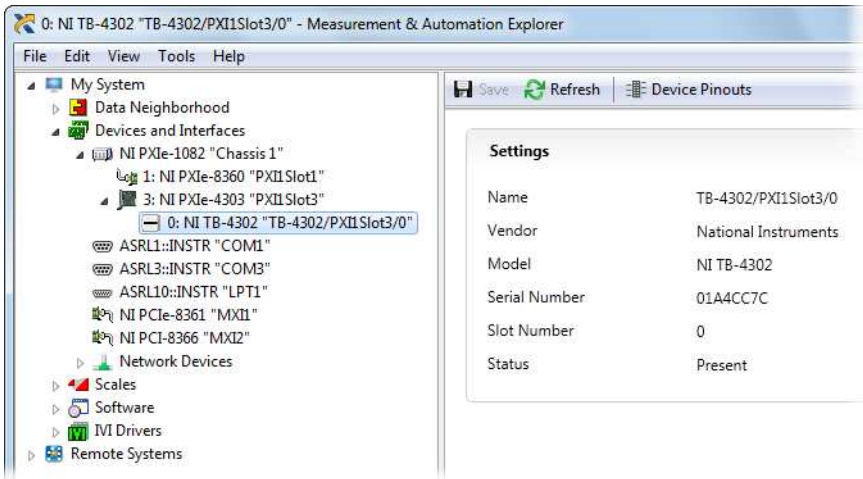 0: NI TB-4302 "TB-4302/PXI1Slot3/0" - Measurement & Automation Explorer
File Edit View Tools Help
My System
Data Neighborhood
Devices and Interfaces
NI PXIe-1082 "Chassis 1"
1: NI PXIe-8360 "PXI1Slot1"
3: NI PXIe-4303 "PXI1Slot3"
0: NI TB-4302 "TB-4302/PXI1Slot3/0"
ASRL1::INSTR "COM1"
ASRL3::INSTR "COM3"
ASRL10::INSTR "LPT1"
NI PCIe-8361 "MXI1"
NI PCI-8366 "MXI2"
Network Devices
Scales
Software
IVI Drivers
Remote Systems
Save Refresh Device Pinouts
Settings
Name TB-4302/PXI1Slot3/0
Vendor National Instruments
Model NI TB-4302
Serial Number 01A4CC7C
Slot Number 0
Status Present